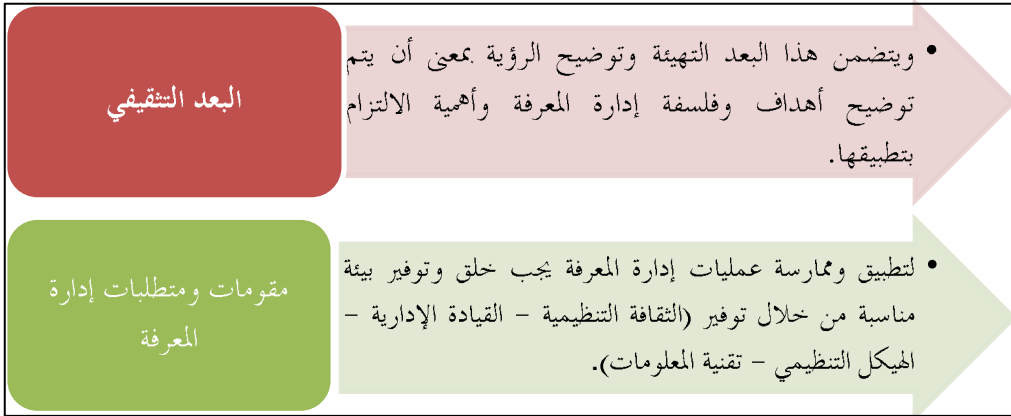 البعد التثقيفي
• ويتضمن هذا البعد التهيئة وتوضيح الرؤية بمعنى أن يتم
توضيح أهداف وفلسفة إدارة المعرفة وأهمية الالتزام
بتطبيقها.
مقومات ومتطلبات إدارة
المعرفة
• لتطبيق وممارسة عمليات إدارة المعرفة يجب خلق وتوفير بيئة
مناسبة من خلال توفير (الثقافة التنظيمية – القيادة الإدارية –
الهيكل التنظيمي – تقنية المعلومات).